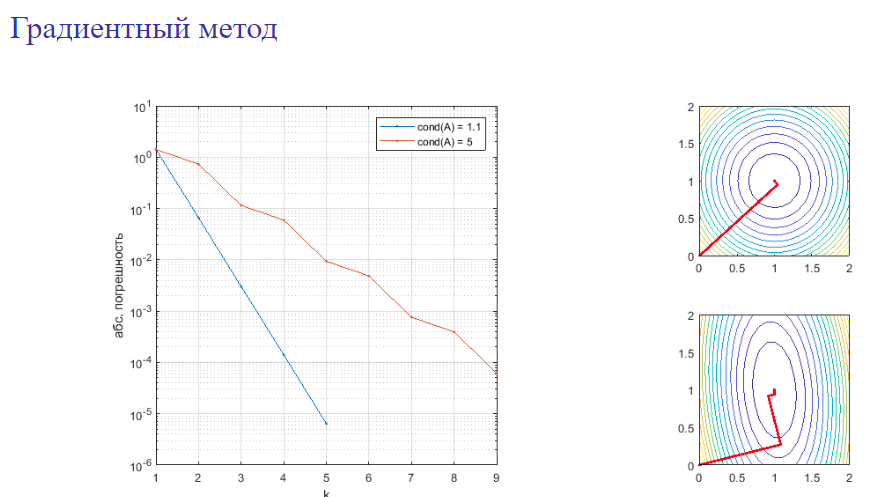 Градиентный метод
10^1
10^0
10^-1
10^-2
10^-3
10^-4
10^-5
10^-6
абс. погрешность
1 2 3 4 5 6 7 8 9
k
cond(A) = 1.1
cond(A) = 5
2
1.5
1
0.5
0
0 0.5 1 1.5 2
2
1.5
1
0.5
0
0 0.5 1 1.5 2